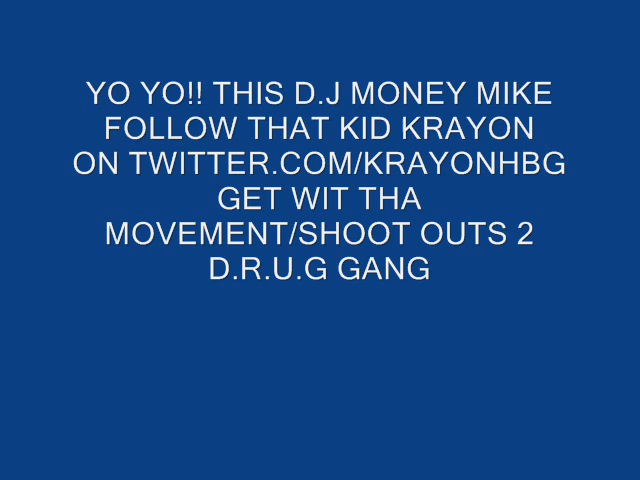 YO YO!! THIS D.J MONEY MIKE
FOLLOW THAT KID KRAYON
ON TWITTER.COM/KRAYONHBG
GET WIT THA
MOVEMENT/SHOOT OUTS 2
D.R.U.G GANG